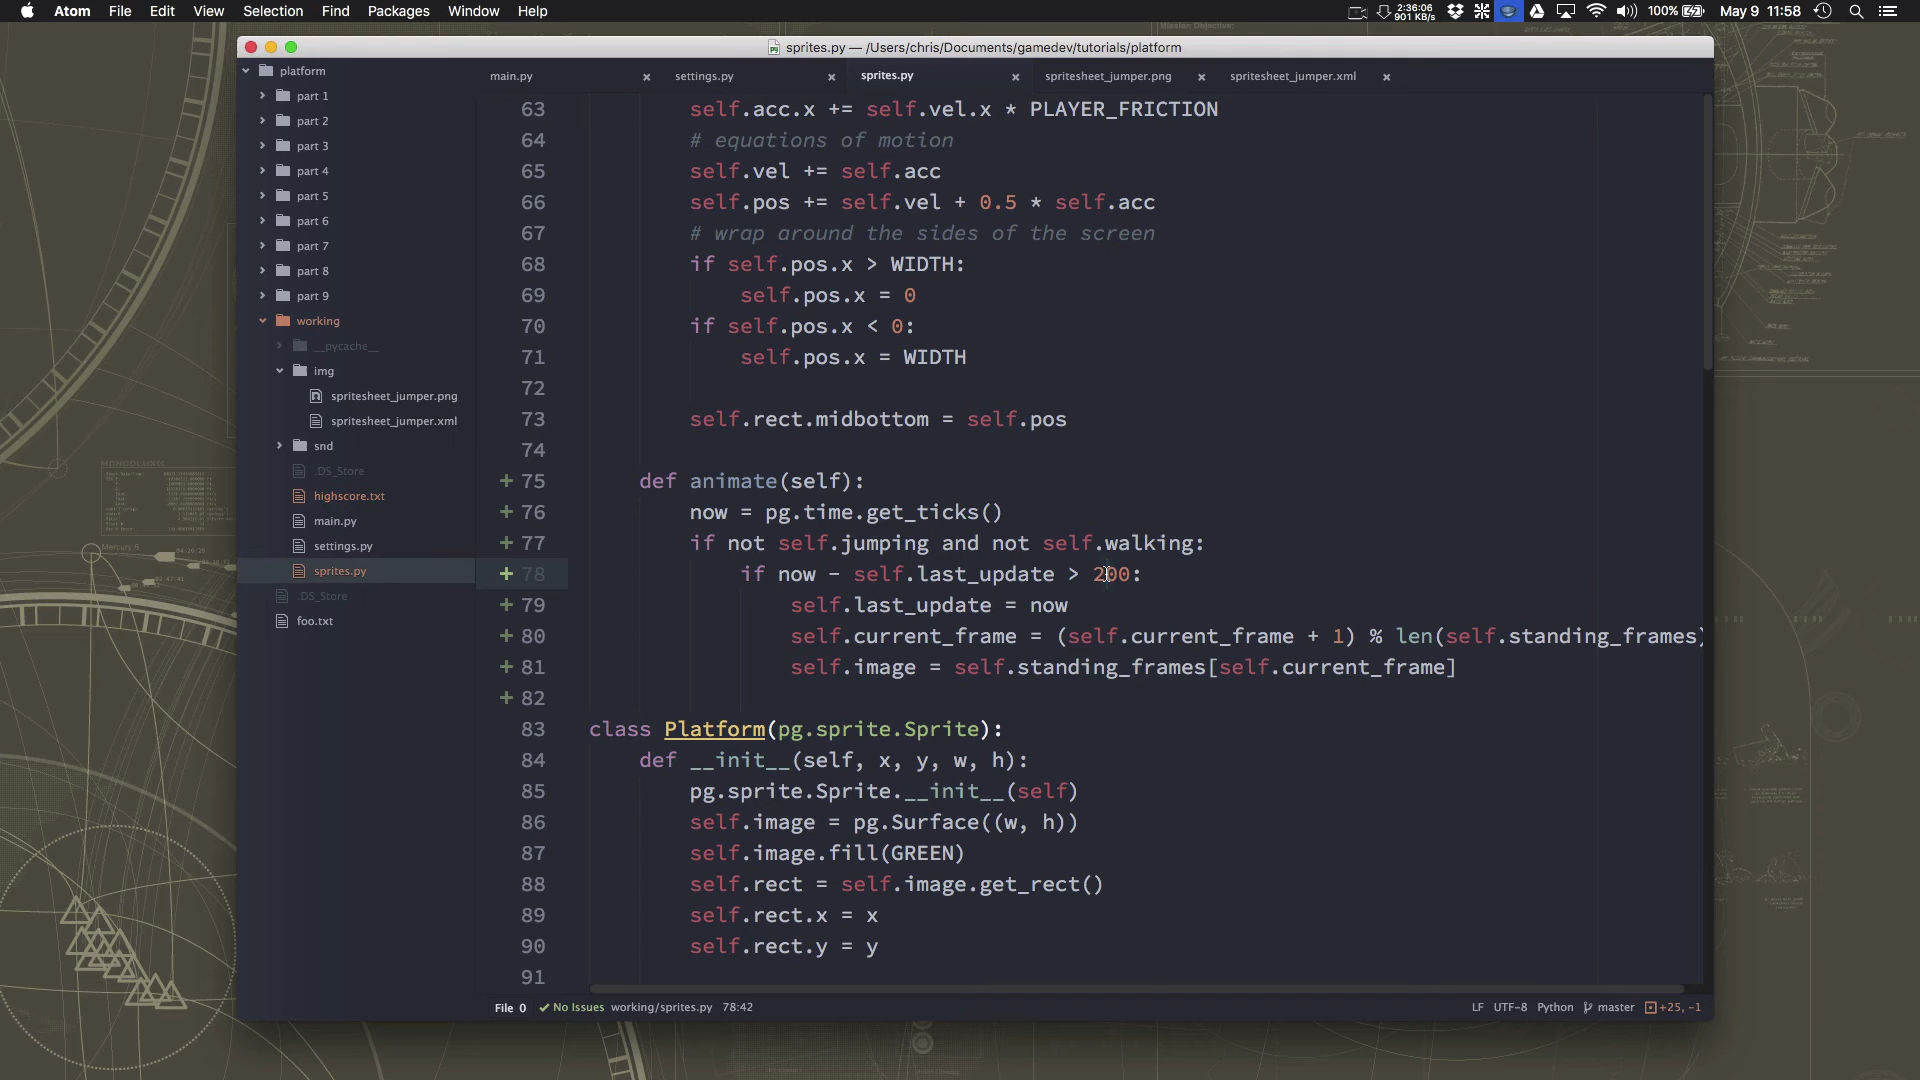 Atom File Edit View Selection Find Packages Window Help
2:36:06
901 KB/s
100% May 9 11:58
sprites.py — /Users/chris/Documents/gamedev/tutorials/platform
platform
part 1
part 2
part 3
part 4
part 5
part 6
part 7
part 8
part 9
working
__pycache__
img
spritesheet_jumper.png
spritesheet_jumper.xml
snd
.DS_Store
highscore.txt
main.py
settings.py
sprites.py
.DS_Store
foo.txt
main.py settings.py sprites.py spritesheet_jumper.png spritesheet_jumper.xml
63 self.acc.x += self.vel.x * PLAYER_FRICTION
64 # equations of motion
65 self.vel += self.acc
66 self.pos += self.vel + 0.5 * self.acc
67 # wrap around the sides of the screen
68 if self.pos.x > WIDTH:
69 self.pos.x = 0
70 if self.pos.x < 0:
71 self.pos.x = WIDTH
72
73 self.rect.midbottom = self.pos
74
+ 75 def animate(self):
+ 76 now = pg.time.get_ticks()
+ 77 if not self.jumping and not self.walking:
+ 78 if now - self.last_update > 200:
+ 79 self.last_update = now
+ 80 self.current_frame = (self.current_frame + 1) % len(self.standing_frames)
+ 81 self.image = self.standing_frames[self.current_frame]
+ 82
83 class Platform(pg.sprite.Sprite):
84 def __init__(self, x, y, w, h):
85 pg.sprite.Sprite.__init__(self)
86 self.image = pg.Surface((w, h))
87 self.image.fill(GREEN)
88 self.rect = self.image.get_rect()
89 self.rect.x = x
90 self.rect.y = y
91
File 0 No Issues working/sprites.py 78:42 LF UTF-8 Python master +25, -1